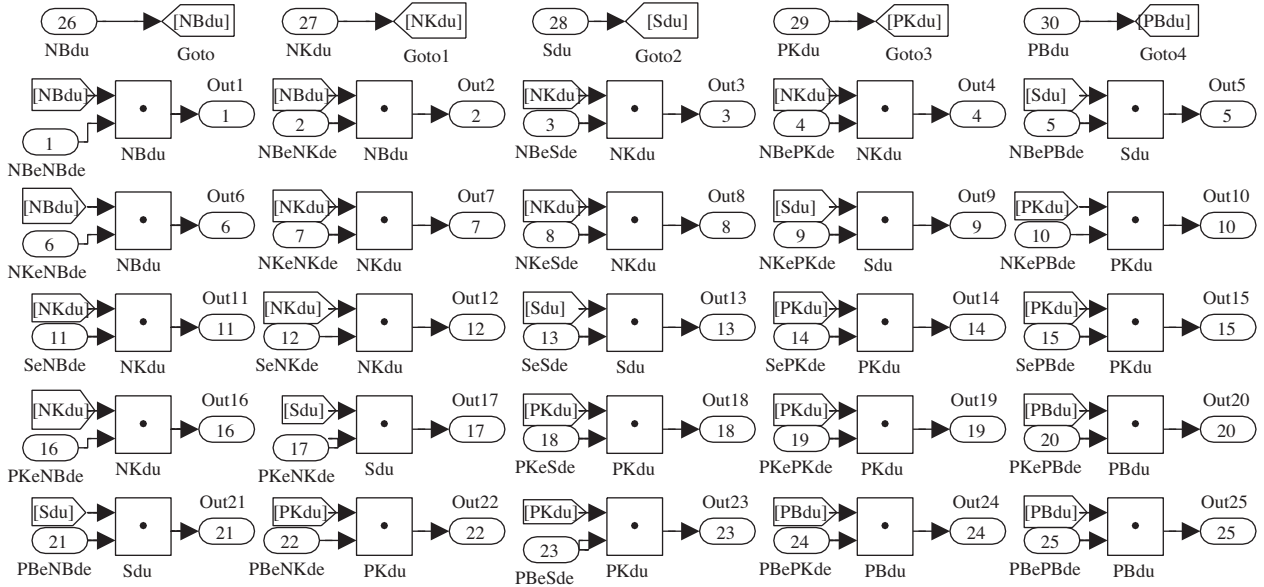 26 [NBdu] 27 [NKdu] 28 [Sdu] 29 [PKdu] 30 [PBdu]
NBdu Goto NKdu Goto1 Sdu Goto2 PKdu Goto3 PBdu Goto4
[NBdu] Out1 [NBdu] Out2 [NKdu] Out3 [NKdu] Out4 [Sdu] Out5
1 1 2 2 3 3 4 4 5 5
NBeNBde NBdu NBeNKde NBdu NBeSde NKdu NBePKde NKdu NBePBde Sdu
[NBdu] Out6 [NKdu] Out7 [NKdu] Out8 [Sdu] Out9 [PKdu] Out10
6 6 7 7 8 8 9 9 10 10
NKeNBde NBdu NKeNKde NKdu NKeSde NKdu NKePKde Sdu NKePBde PKdu
[NKdu] Out11 [NKdu] Out12 [Sdu] Out13 [PKdu] Out14 [PKdu] Out15
11 11 12 12 13 13 14 14 15 15
SeNBde NKdu SeNKde NKdu SeSde Sdu SePKde PKdu SePBde PKdu
[NKdu] Out16 [Sdu] Out17 [PKdu] Out18 [PKdu] Out19 [PBdu] Out20
16 16 17 17 18 18 19 19 20 20
PKeNBde NKdu PKeNKde Sdu PKeSde PKdu PKePKde PKdu PKePBde PBdu
[Sdu] Out21 [PKdu] Out22 [PKdu] Out23 [PBdu] Out24 [PBdu] Out25
21 21 22 22 23 23 24 24 25 25
PBeNBde Sdu PBeNKde PKdu PBeSde PKdu PBePKde PBdu PBePBde PBdu